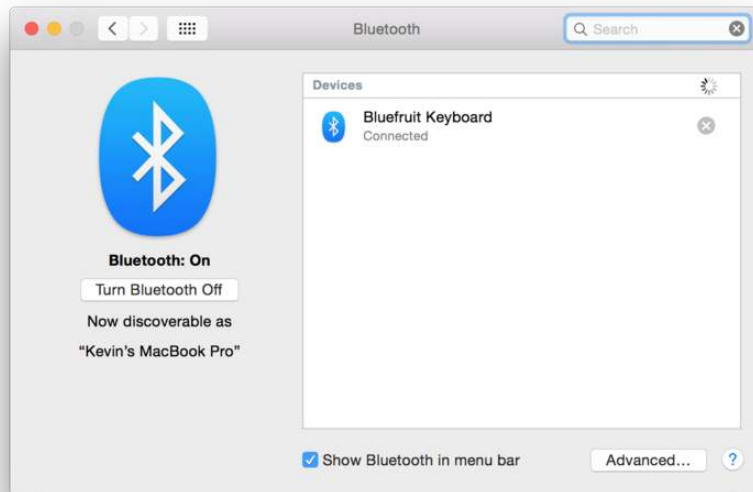 Bluetooth
Search
Devices
Bluefruit Keyboard
Connected
Bluetooth: On
Turn Bluetooth Off
Now discoverable as
“Kevin’s MacBook Pro”
Show Bluetooth in menu bar
Advanced...
?